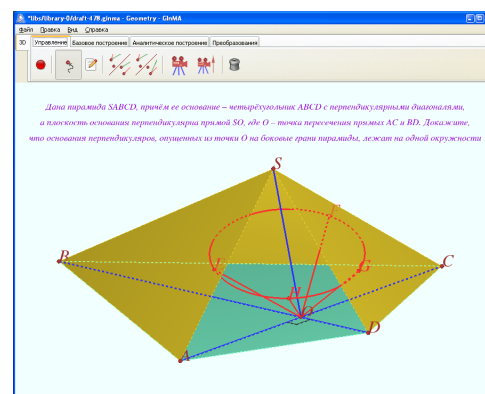 *libs/library-0/draft-478.ginma - Geometry - GInMA
Файл Правка Вид Справка
3D Управление Базовое построение Аналитическое построение Преобразования
Дана пирамида SABCD, причём ее основание – четырёхугольник ABCD с перпендикулярными диагоналями,
а плоскость основания перпендикулярна прямой SO, где O – точка пересечения прямых AC и BD. Докажите,
что основания перпендикуляров, опущенных из точки O на боковые грани пирамиды, лежат на одной окружности
S
F
B
E
G
C
H
O
D
A